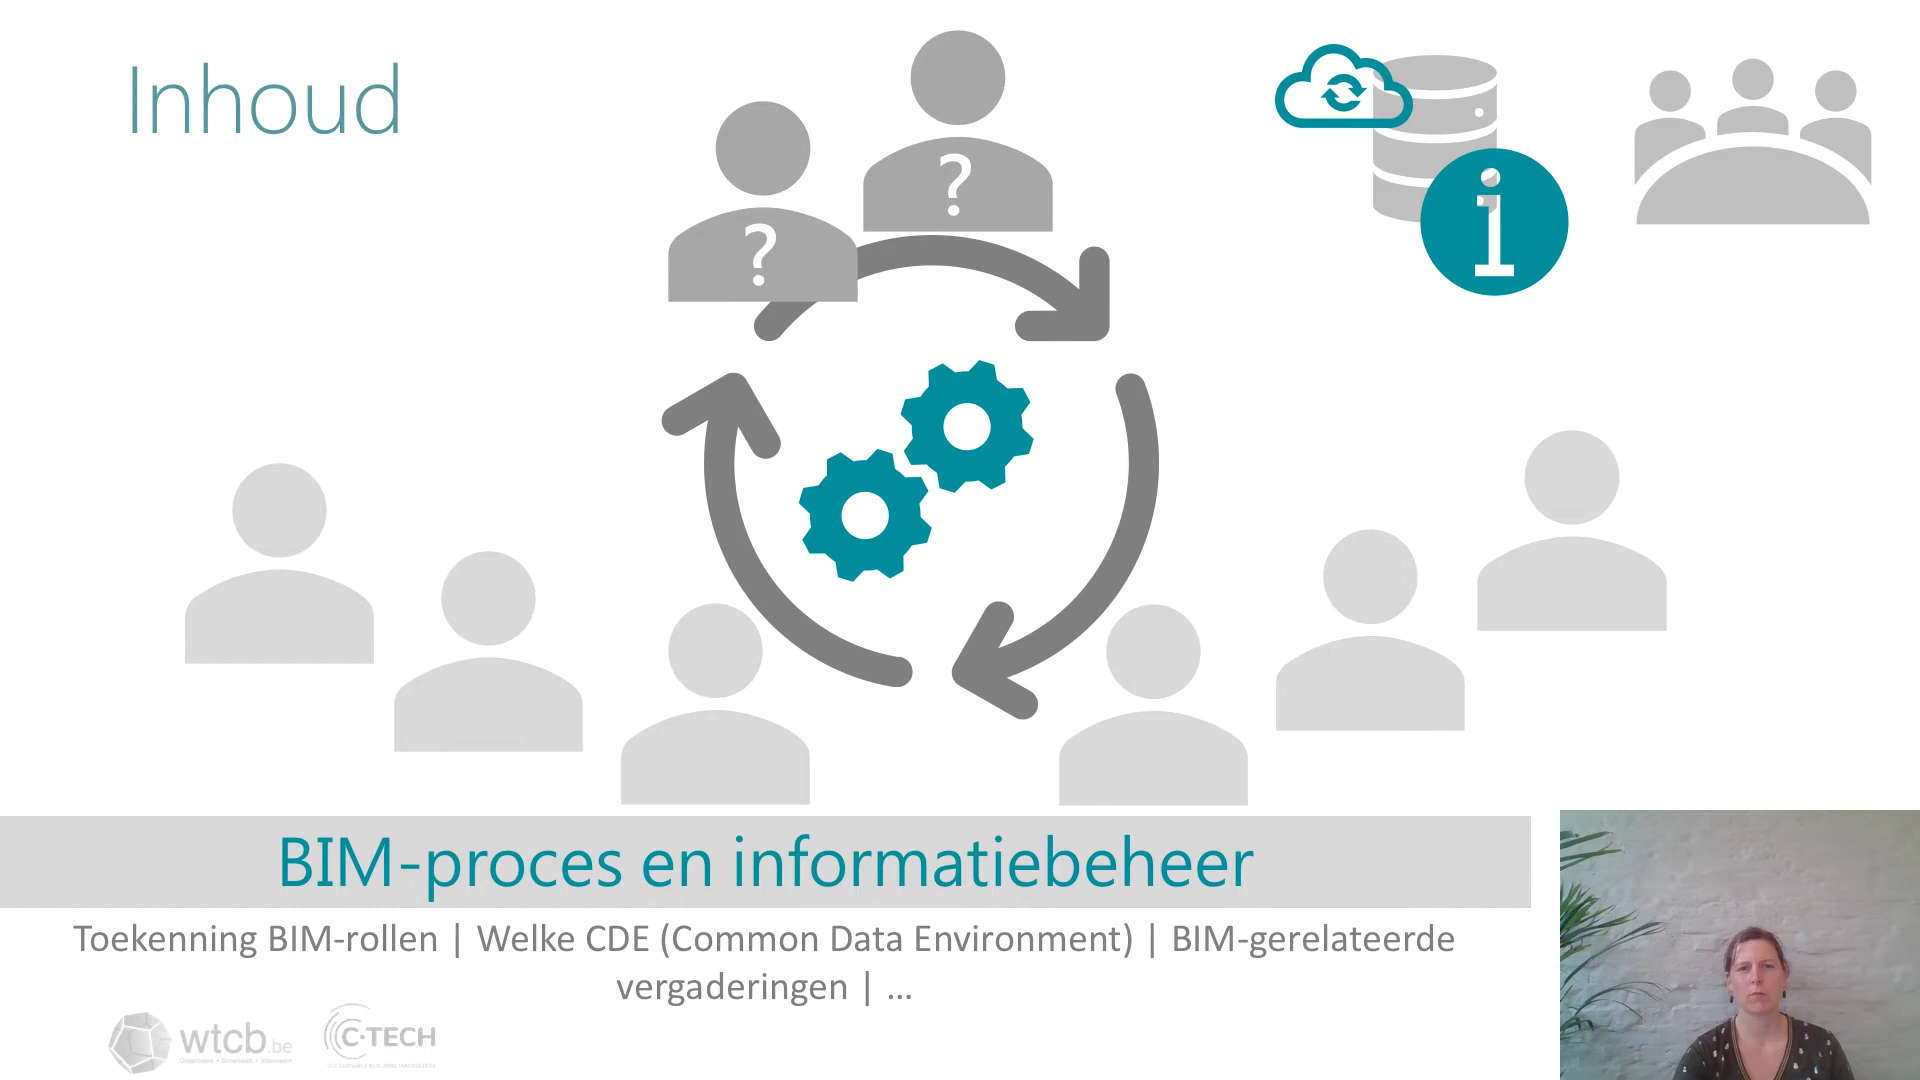 Inhoud
?
?
i
BIM-proces en informatiebeheer
Toekenning BIM-rollen | Welke CDE (Common Data Environment) | BIM-gerelateerde
vergaderingen | ...
wtcb.be
C-TECH